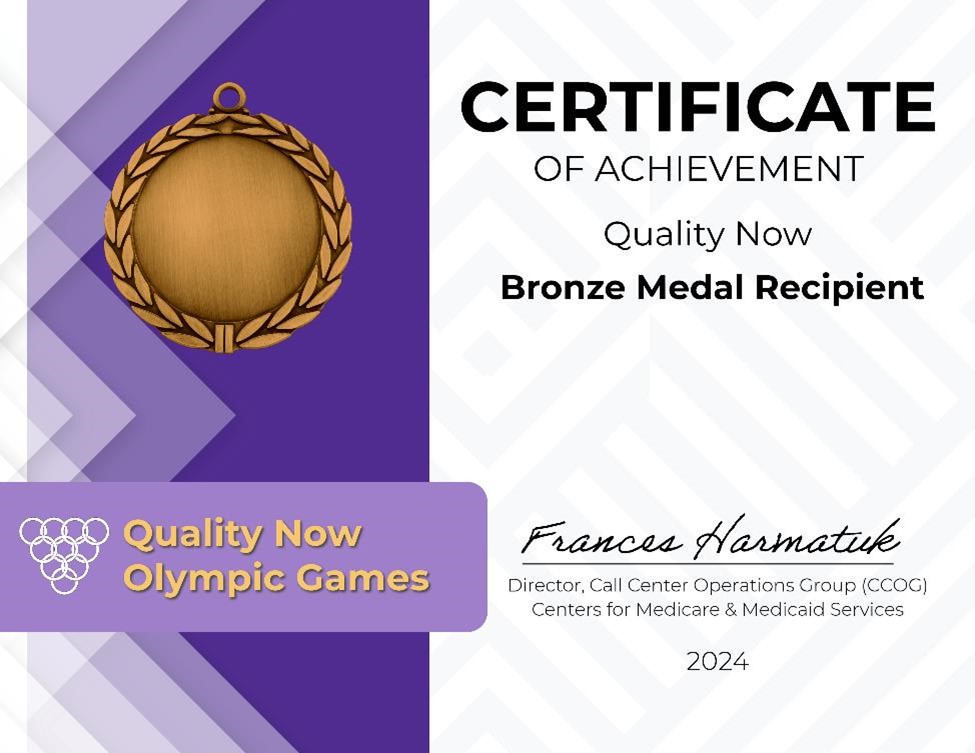 CERTIFICATE
OF ACHIEVEMENT
Quality Now
Bronze Medal Recipient
Quality Now
Olympic Games
Frances Harmatuk
Director, Call Center Operations Group (CCOG)
Centers for Medicare & Medicaid Services
2024